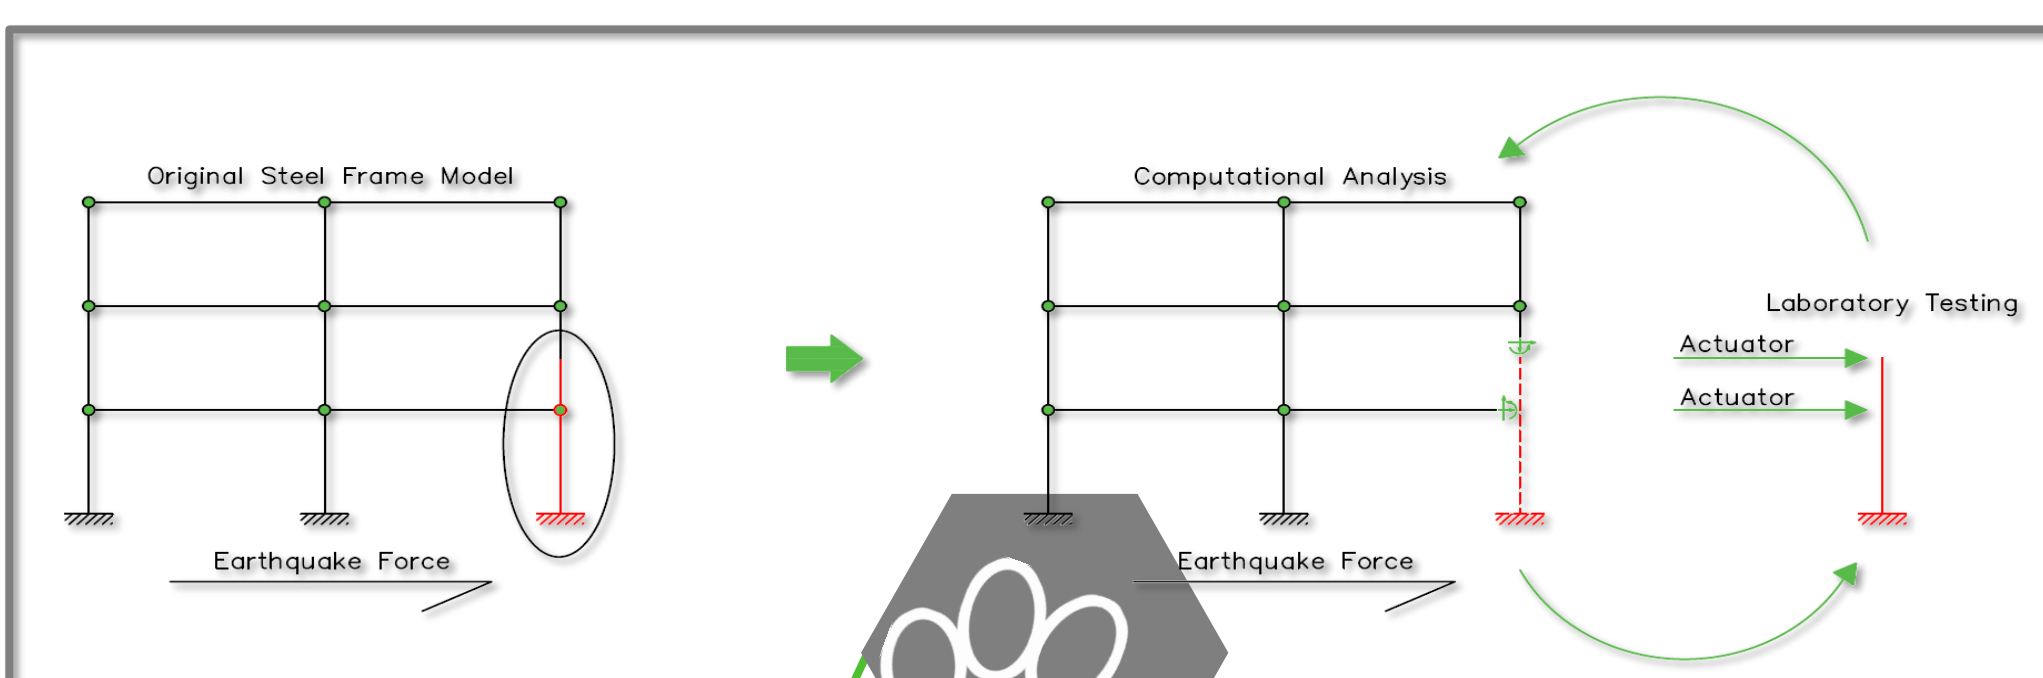 Original Steel Frame Model
Earthquake Force
Computational Analysis
Earthquake Force
Laboratory Testing
Actuator
Actuator